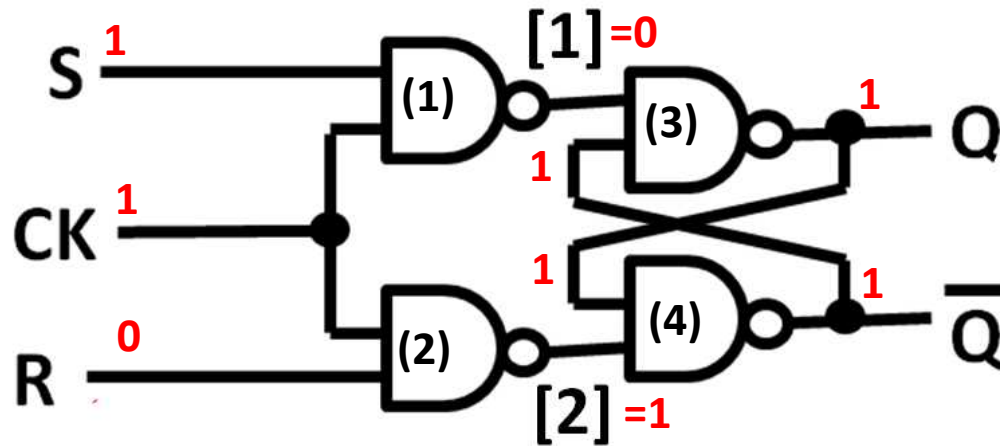 S 1
(1)
[1] =0
(3)
1
Q
1
CK 1
1
1
Q̅
(4)
R 0
(2)
[2] =1